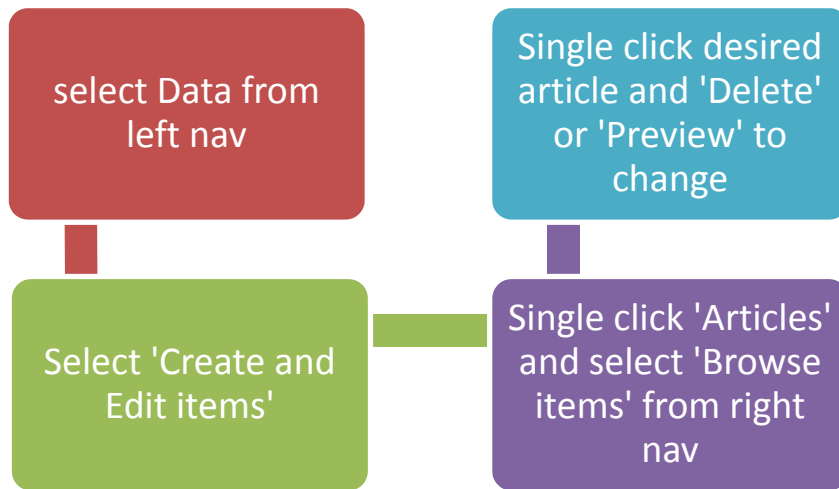 select Data from
left nav
Select 'Create and
Edit items'
Single click 'Articles'
and select 'Browse
items' from right
nav
Single click desired
article and 'Delete'
or 'Preview' to
change